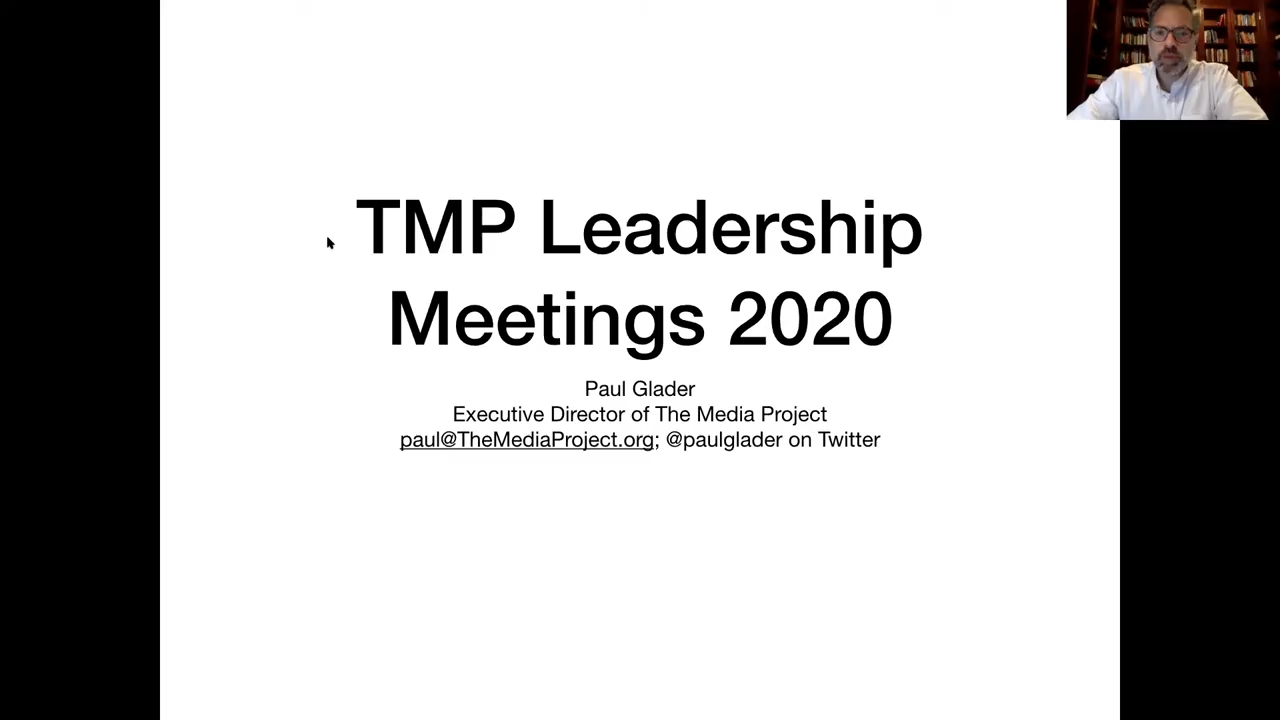 TMP Leadership
Meetings 2020
Paul Glader
Executive Director of The Media Project
paul@TheMediaProject.org; @paulglader on Twitter